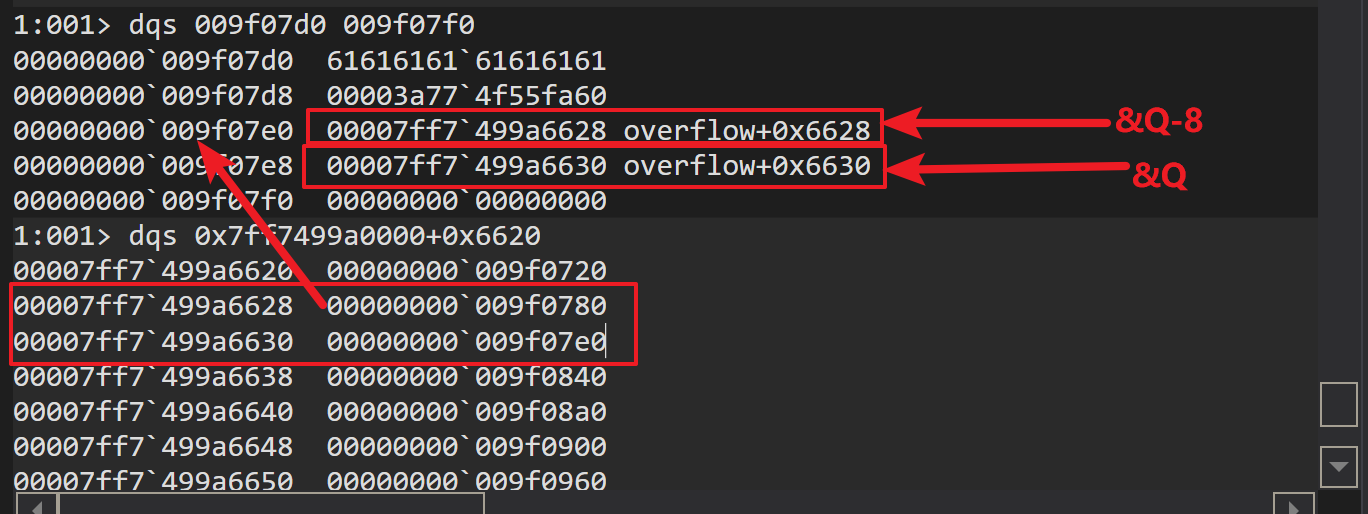 1:001> dqs 009f07d0 009f07f0
00000000`009f07d0  61616161`61616161
00000000`009f07d8  00003a77`4f55fa60
00000000`009f07e0  00007ff7`499a6628 overflow+0x6628 &Q-8
00000000`009f07e8  00007ff7`499a6630 overflow+0x6630 &Q
00000000`009f07f0  00000000`00000000
1:001> dqs 0x7ff7499a0000+0x6620
00007ff7`499a6620  00000000`009f0720
00007ff7`499a6628  00000000`009f0780
00007ff7`499a6630  00000000`009f07e0
00007ff7`499a6638  00000000`009f0840
00007ff7`499a6640  00000000`009f08a0
00007ff7`499a6648  00000000`009f0900
00007ff7`499a6650  00000000`009f0960